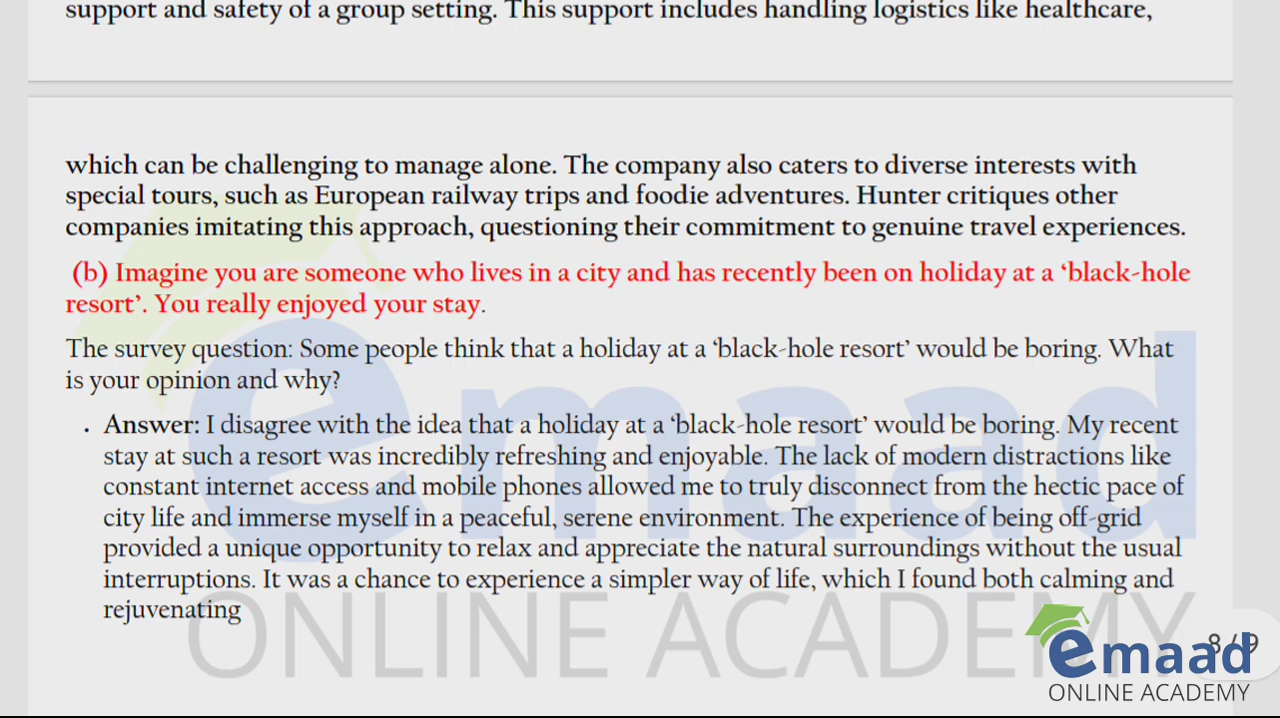 support and safety of a group setting. This support includes handling logistics like healthcare,
which can be challenging to manage alone. The company also caters to diverse interests with
special tours, such as European railway trips and foodie adventures. Hunter critiques other
companies imitating this approach, questioning their commitment to genuine travel experiences.
(b) Imagine you are someone who lives in a city and has recently been on holiday at a ‘black-hole
resort’. You really enjoyed your stay.
The survey question: Some people think that a holiday at a ‘black-hole resort’ would be boring. What
is your opinion and why?
• Answer: I disagree with the idea that a holiday at a ‘black-hole resort’ would be boring. My recent
stay at such a resort was incredibly refreshing and enjoyable. The lack of modern distractions like
constant internet access and mobile phones allowed me to truly disconnect from the hectic pace of
city life and immerse myself in a peaceful, serene environment. The experience of being off-grid
provided a unique opportunity to relax and appreciate the natural surroundings without the usual
interruptions. It was a chance to experience a simpler way of life, which I found both calming and
rejuvenating
emaad
ONLINE ACADEMY
8 / 9
emaad
ONLINE ACADEMY